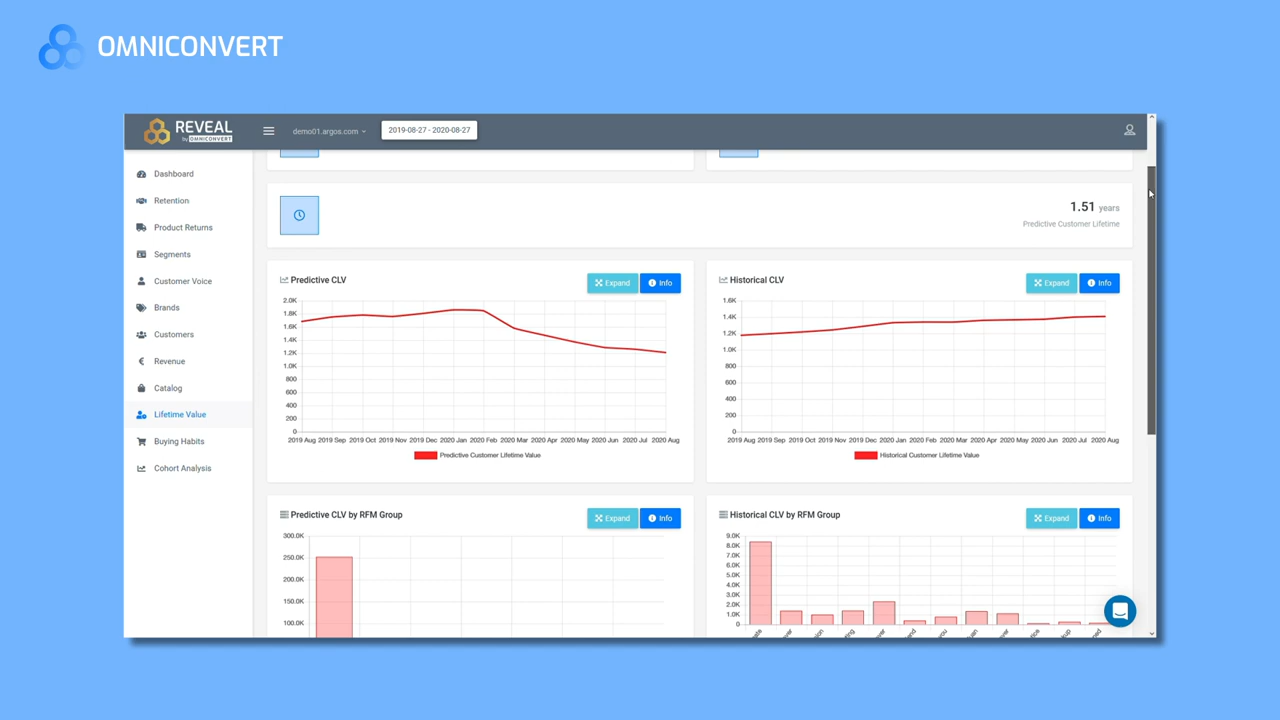 OMNICONVERT
REVEAL
by OMNICONVERT
demo01.argos.com
2019-08-27 - 2020-08-27
Dashboard
Retention
Product Returns
Segments
Customer Voice
Brands
Customers
Revenue
Catalog
Lifetime Value
Buying Habits
Cohort Analysis
1.51 years
Predictive Customer Lifetime
Predictive CLV
Expand
Info
2.0K
1.8K
1.6K
1.4K
1.2K
1.0K
800
600
400
200
0
2019 Aug 2019 Sep 2019 Oct 2019 Nov 2019 Dec 2020 Jan 2020 Feb 2020 Mar 2020 Apr 2020 May 2020 Jun 2020 Jul 2020 Aug
Predictive Customer Lifetime Value
Historical CLV
Expand
Info
1.6K
1.4K
1.2K
1.0K
800
600
400
200
0
2019 Aug 2019 Sep 2019 Oct 2019 Nov 2019 Dec 2020 Jan 2020 Feb 2020 Mar 2020 Apr 2020 May 2020 Jun 2020 Jul 2020 Aug
Historical Customer Lifetime Value
Predictive CLV by RFM Group
Expand
Info
300.0K
250.0K
200.0K
150.0K
100.0K
Historical CLV by RFM Group
Expand
Info
9.0K
8.0K
7.0K
6.0K
5.0K
4.0K
3.0K
2.0K
1.0K
0